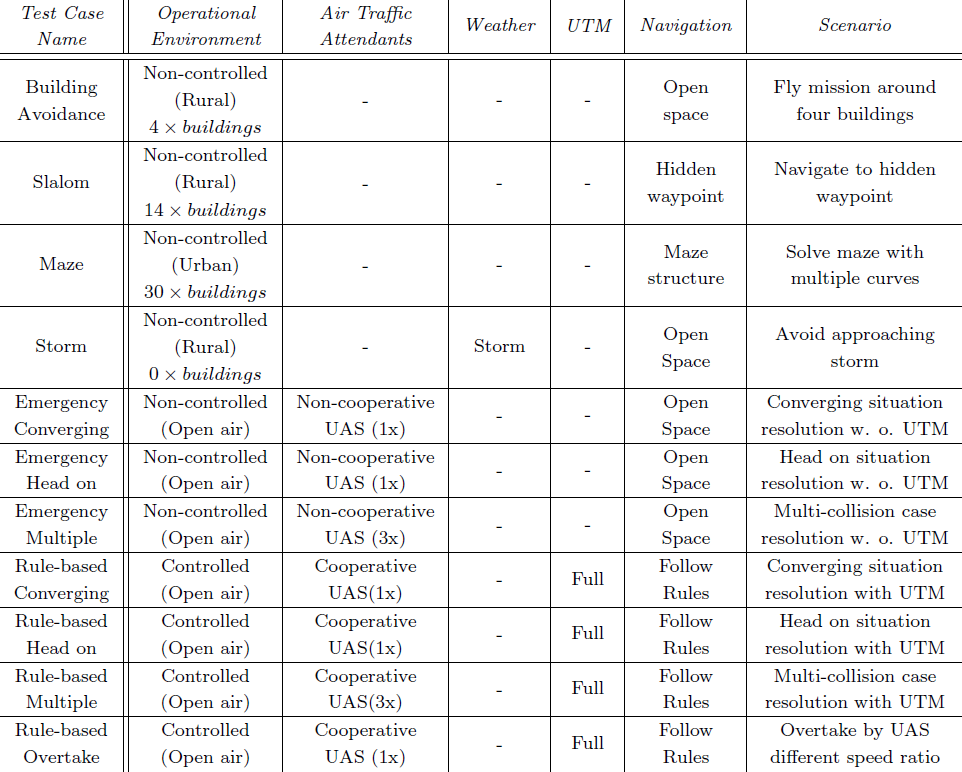 Test Case Name | Operational Environment | Air Traffic Attendants | Weather | UTM | Navigation | Scenario
Building Avoidance | Non-controlled (Rural) 4 × buildings | - | - | - | Open space | Fly mission around four buildings
Slalom | Non-controlled (Rural) 14 × buildings | - | - | - | Hidden waypoint | Navigate to hidden waypoint
Maze | Non-controlled (Urban) 30 × buildings | - | - | - | Maze structure | Solve maze with multiple curves
Storm | Non-controlled (Rural) 0 × buildings | - | Storm | - | Open Space | Avoid approaching storm
Emergency Converging | Non-controlled (Open air) | Non-cooperative UAS (1x) | - | - | Open Space | Converging situation resolution w. o. UTM
Emergency Head on | Non-controlled (Open air) | Non-cooperative UAS (1x) | - | - | Open Space | Head on situation resolution w. o. UTM
Emergency Multiple | Non-controlled (Open air) | Non-cooperative UAS (3x) | - | - | Open Space | Multi-collision case resolution w. o. UTM
Rule-based Converging | Controlled (Open air) | Cooperative UAS(1x) | - | Full | Follow Rules | Converging situation resolution with UTM
Rule-based Head on | Controlled (Open air) | Cooperative UAS(1x) | - | Full | Follow Rules | Head on situation resolution with UTM
Rule-based Multiple | Controlled (Open air) | Cooperative UAS(3x) | - | Full | Follow Rules | Multi-collision case resolution with UTM
Rule-based Overtake | Controlled (Open air) | Cooperative UAS (1x) | - | Full | Follow Rules | Overtake by UAS different speed ratio